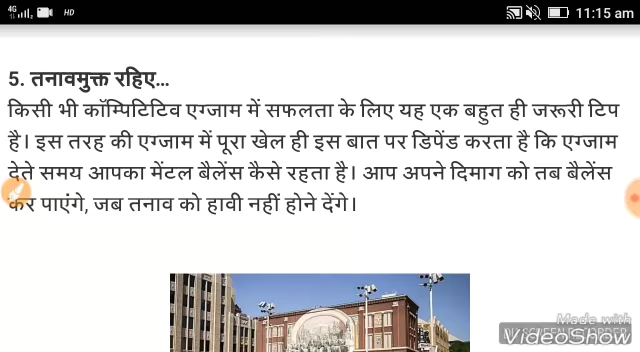 4G HD 11:15 am
5. तनावमुक्त रहिए...
किसी भी कॉम्पिटिटिव एग्जाम में सफलता के लिए यह एक बहुत ही जरूरी टिप
है। इस तरह की एग्जाम में पूरा खेल ही इस बात पर डिपेंड करता है कि एग्जाम
देते समय आपका मेंटल बैलेंस कैसे रहता है। आप अपने दिमाग को तब बैलेंस
कर पाएंगे, जब तनाव को हावी नहीं होने देंगे।
Made with
VideoShow